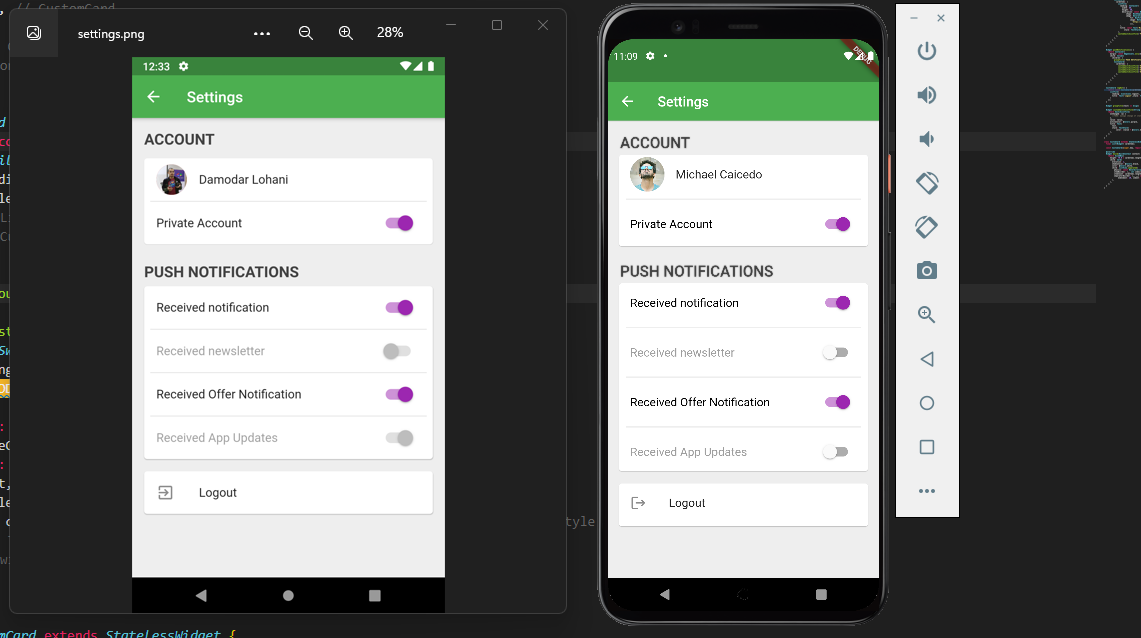 // CustomCard
settings.png
28%
12:33
Settings
ACCOUNT
Damodar Lohani
Private Account
PUSH NOTIFICATIONS
Received notification
Received newsletter
Received Offer Notification
Received App Updates
Logout
11:09
DEBUG
Settings
ACCOUNT
Michael Caicedo
Private Account
PUSH NOTIFICATIONS
Received notification
Received newsletter
Received Offer Notification
Received App Updates
Logout
tyle
mCard extends StateLessWidget {